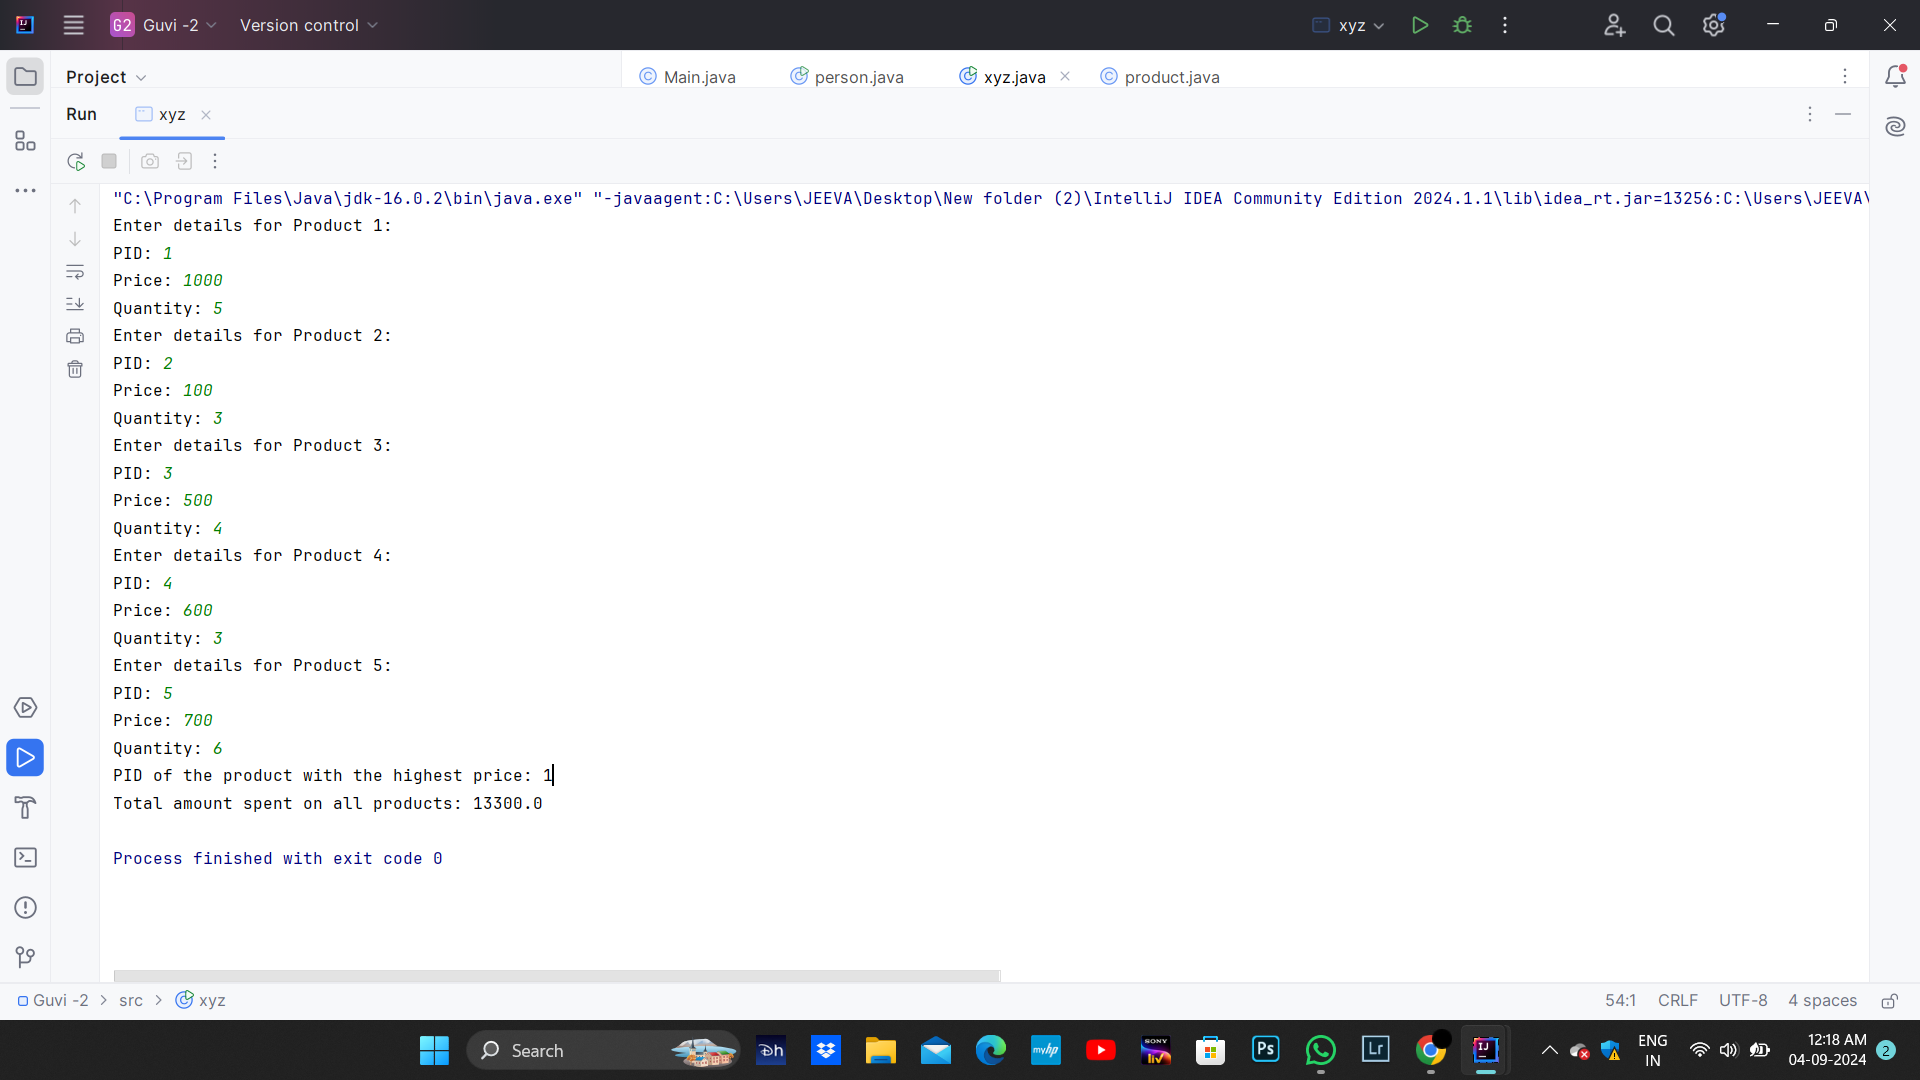 G2 Guvi -2 Version control xyz
Project Main.java person.java xyz.java product.java
Run xyz
"C:\Program Files\Java\jdk-16.0.2\bin\java.exe" "-javaagent:C:\Users\JEEVA\Desktop\New folder (2)\IntelliJ IDEA Community Edition 2024.1.1\lib\idea_rt.jar=13256:C:\Users\JEEVA\
Enter details for Product 1:
PID: 1
Price: 1000
Quantity: 5
Enter details for Product 2:
PID: 2
Price: 100
Quantity: 3
Enter details for Product 3:
PID: 3
Price: 500
Quantity: 4
Enter details for Product 4:
PID: 4
Price: 600
Quantity: 3
Enter details for Product 5:
PID: 5
Price: 700
Quantity: 6
PID of the product with the highest price: 1
Total amount spent on all products: 13300.0
Process finished with exit code 0
Guvi -2 > src > xyz 54:1 CRLF UTF-8 4 spaces
Search Dh myhp SONY liv Ps Lr IJ ENG 12:18 AM 2
IN 04-09-2024